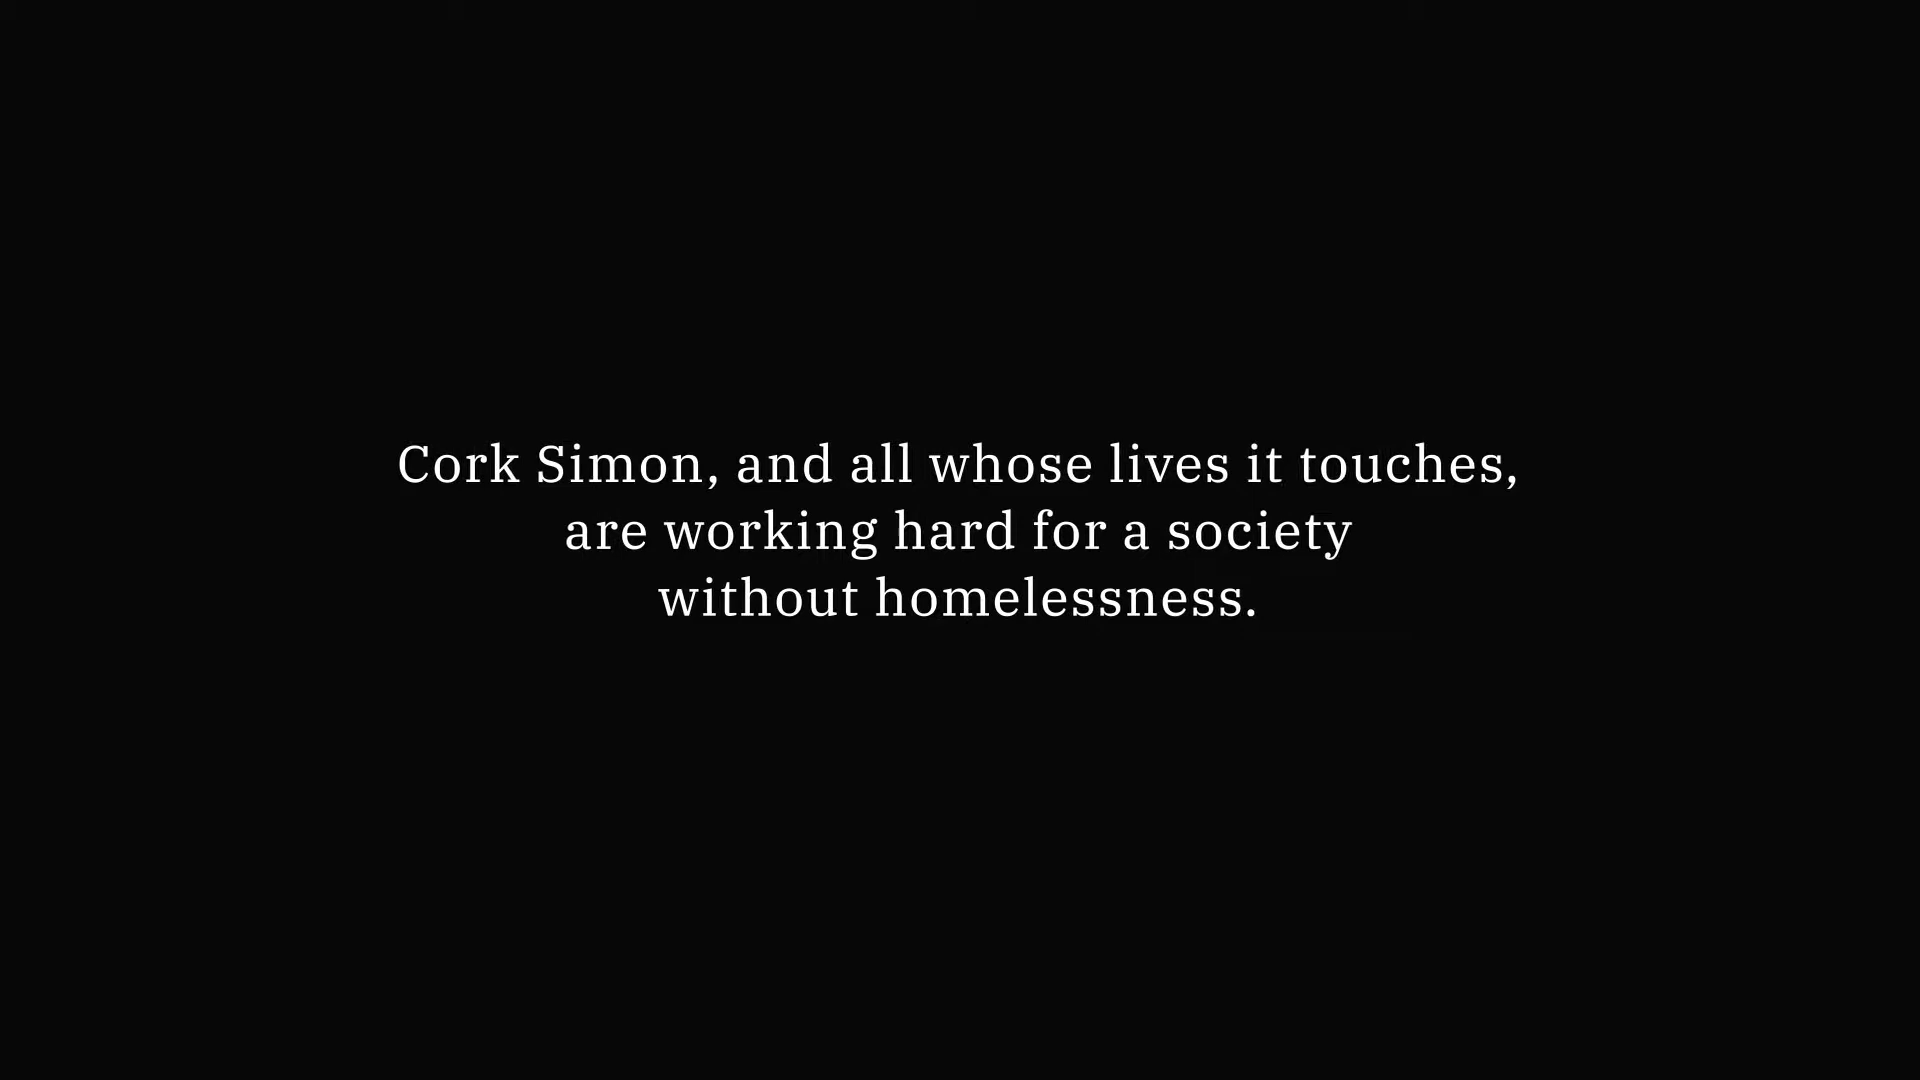 Cork Simon, and all whose lives it touches,
are working hard for a society
without homelessness.